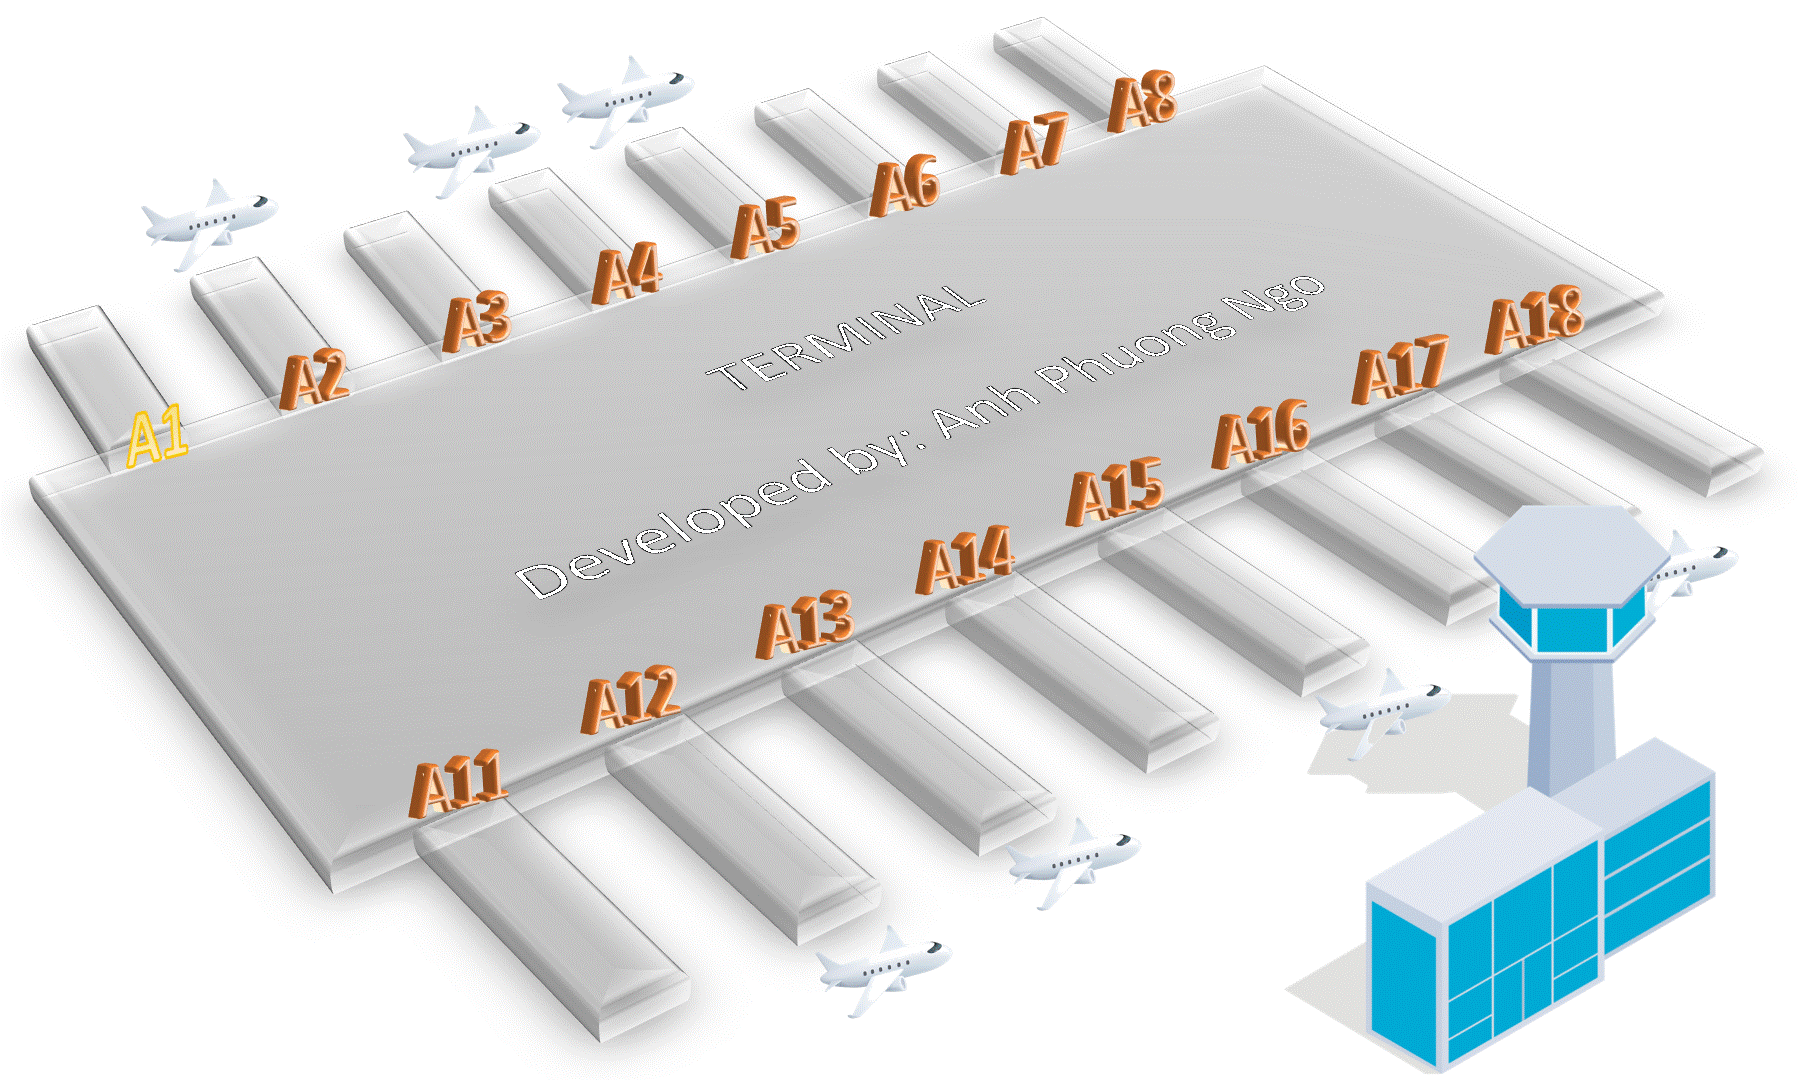 A1
A2
A3
A4
A5
A6
A7
A8
TERMINAL
Developed by: Anh Phuong Ngo
A11
A12
A13
A14
A15
A16
A17
A18